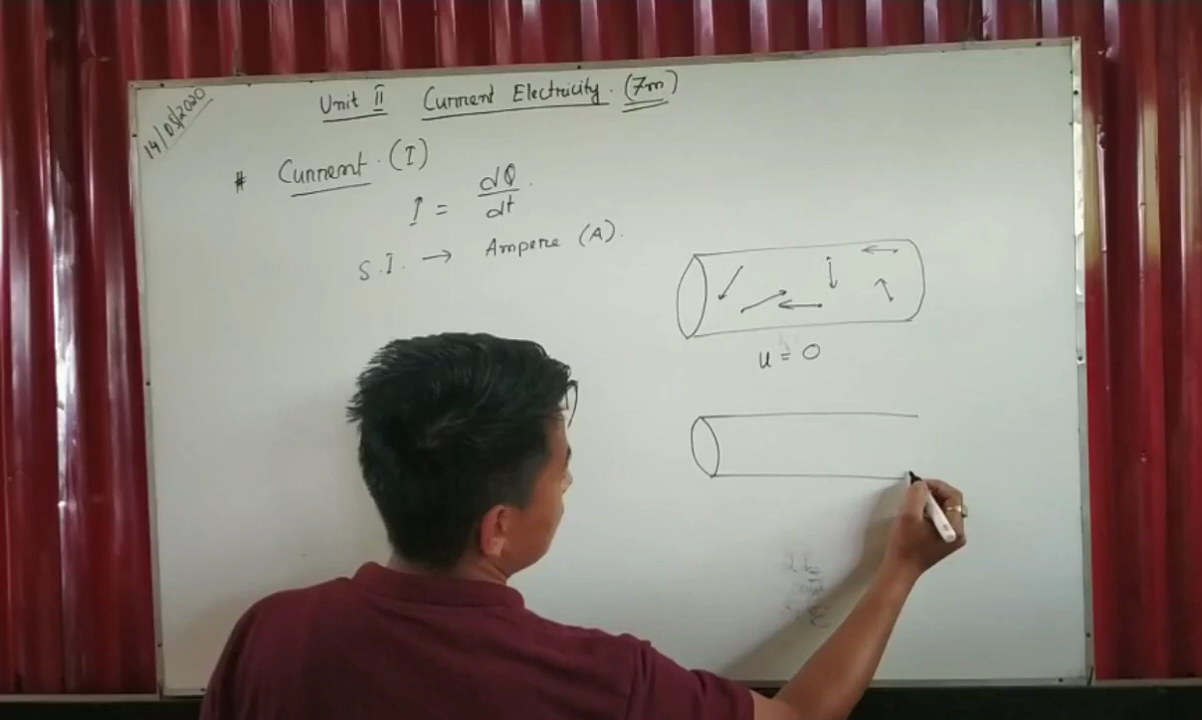 14/05/2020
Unit II Current Electricity. (7m)
# Current. (I)
I = dQ/dt.
S.I. → Ampere (A).
u = 0